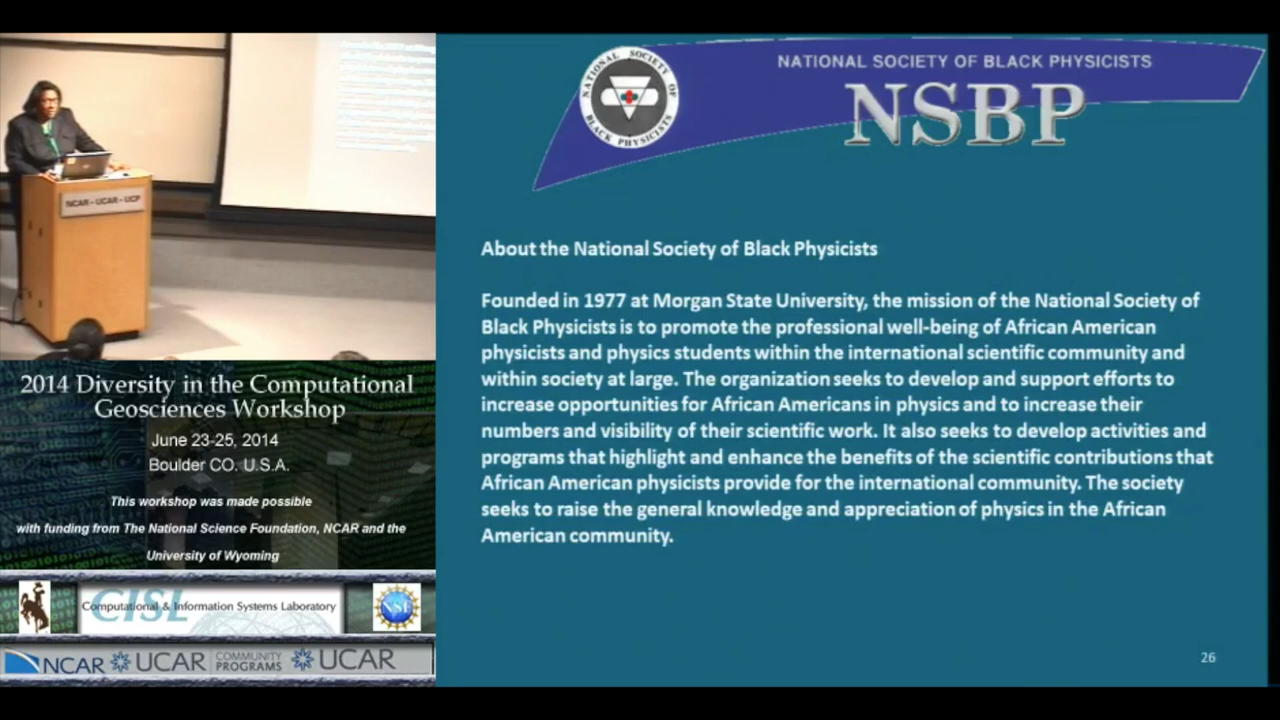 NCAR - UCAR - UCP
2014 Diversity in the Computational
Geosciences Workshop
June 23-25, 2014
Boulder CO. U.S.A.
This workshop was made possible
with funding from The National Science Foundation, NCAR and the
University of Wyoming
CISL
Computational & Information Systems Laboratory
NSF
NCAR UCAR COMMUNITY PROGRAMS UCAR
NATIONAL SOCIETY OF BLACK PHYSICISTS
NATIONAL SOCIETY OF BLACK PHYSICISTS
NSBP
About the National Society of Black Physicists
Founded in 1977 at Morgan State University, the mission of the National Society of
Black Physicists is to promote the professional well-being of African American
physicists and physics students within the international scientific community and
within society at large. The organization seeks to develop and support efforts to
increase opportunities for African Americans in physics and to increase their
numbers and visibility of their scientific work. It also seeks to develop activities and
programs that highlight and enhance the benefits of the scientific contributions that
African American physicists provide for the international community. The society
seeks to raise the general knowledge and appreciation of physics in the African
American community.
26